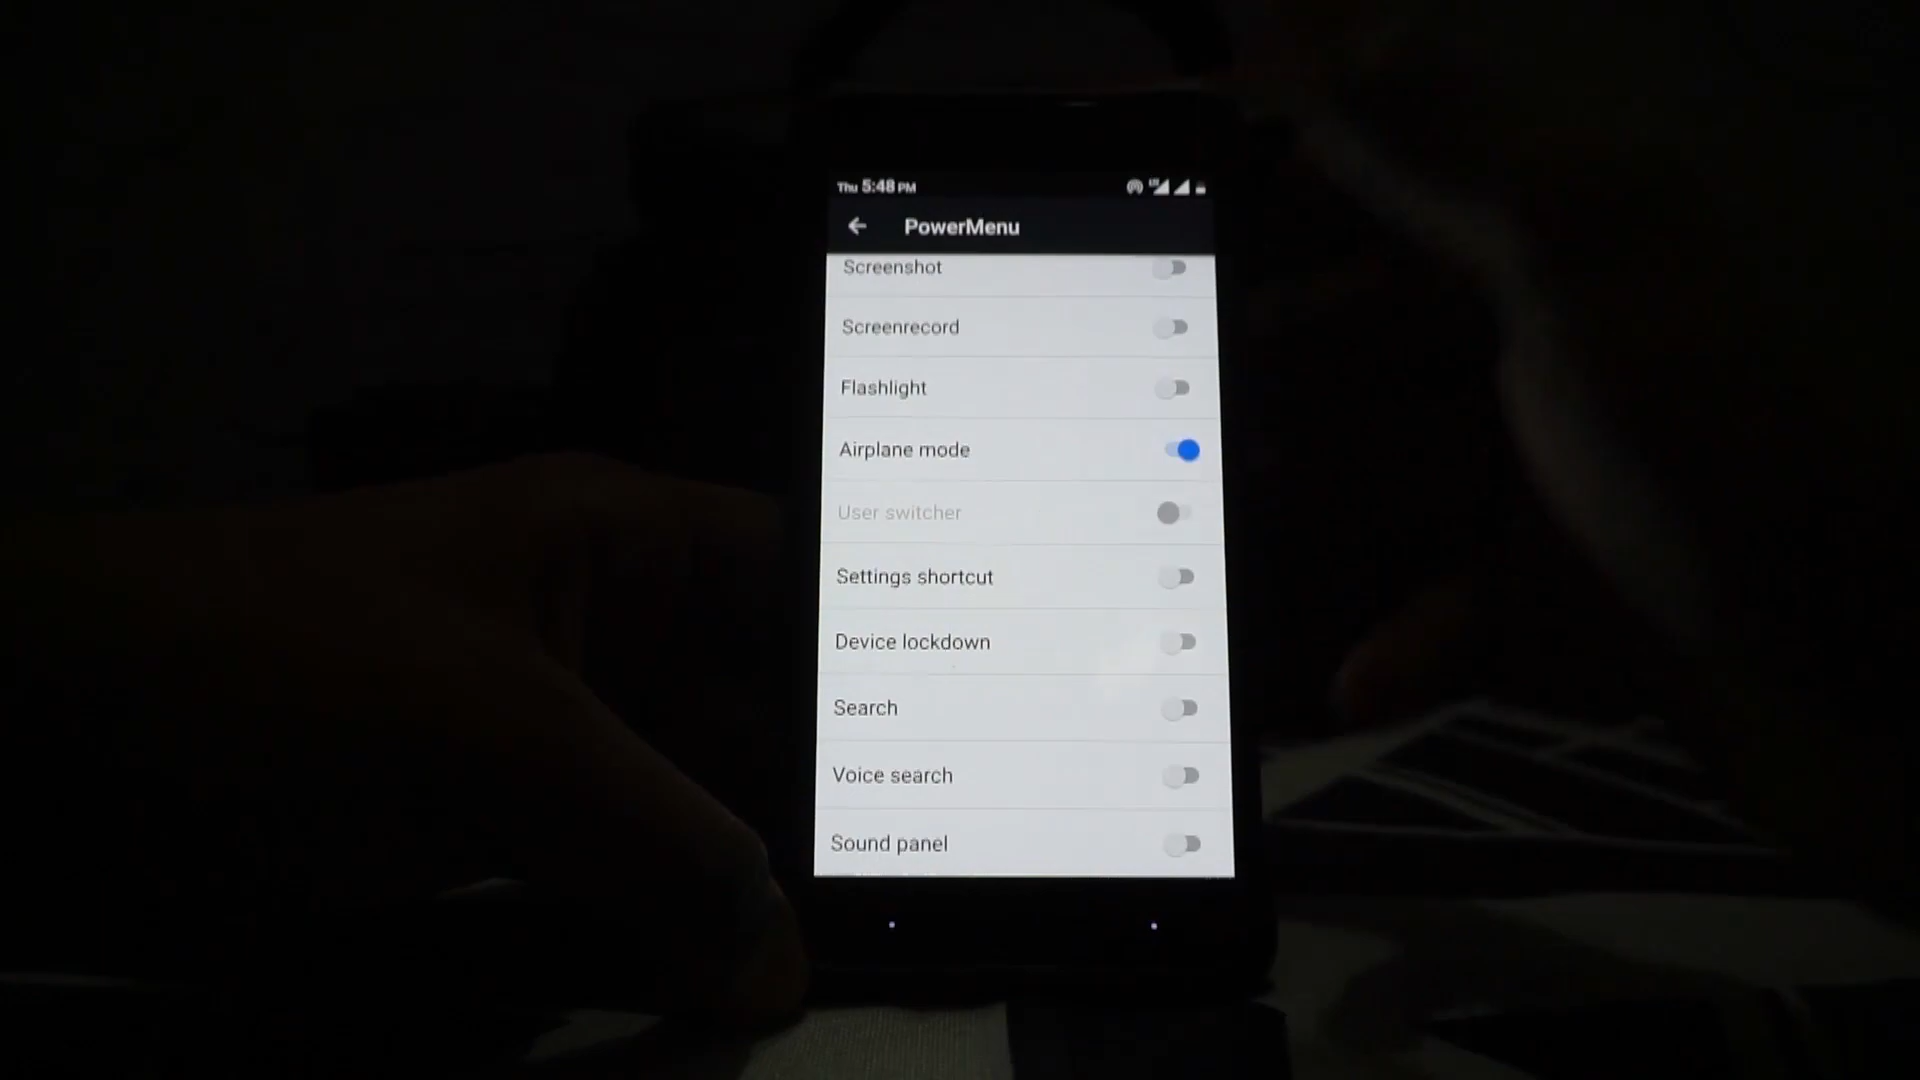 Thu 5:48 PM
PowerMenu
Screenshot
Screenrecord
Flashlight
Airplane mode
User switcher
Settings shortcut
Device lockdown
Search
Voice search
Sound panel